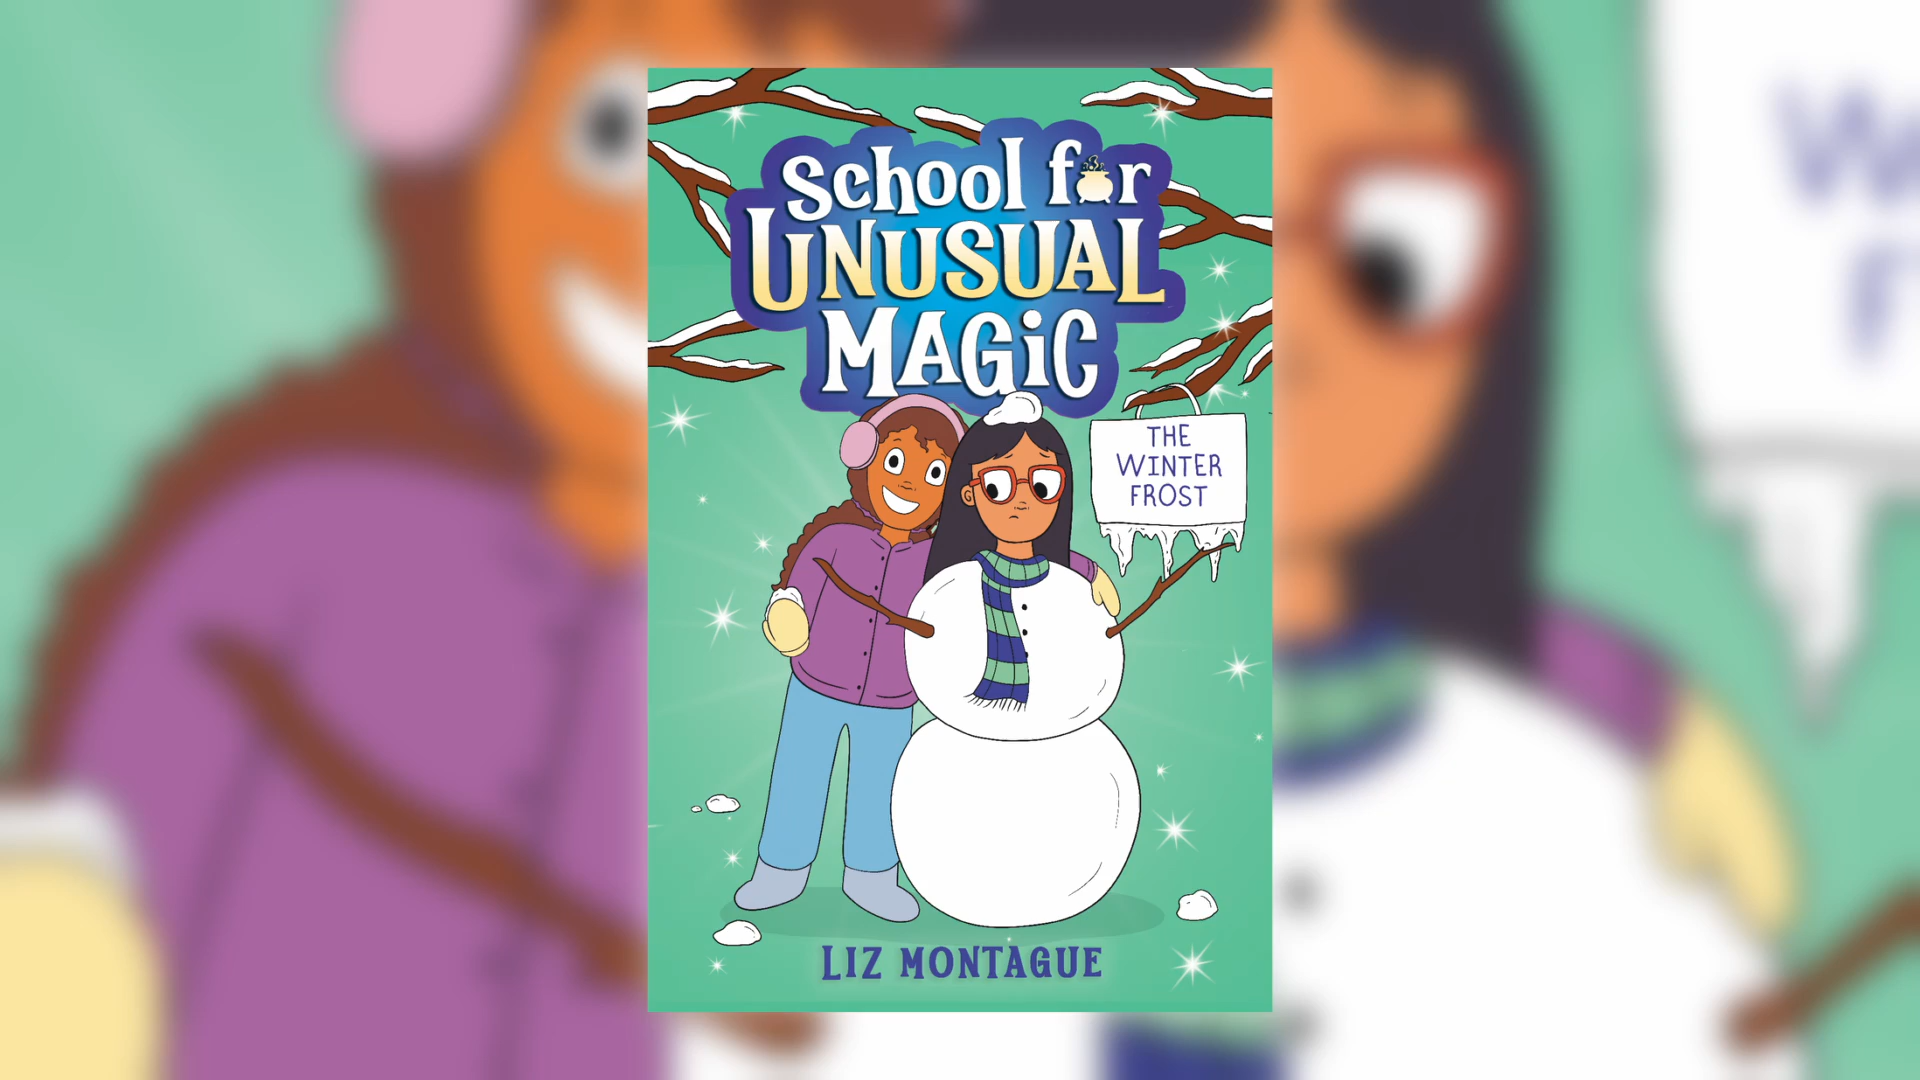 School for
UNUSUAL
MAGiC
THE
WINTER
FROST
LIZ MONTAGUE